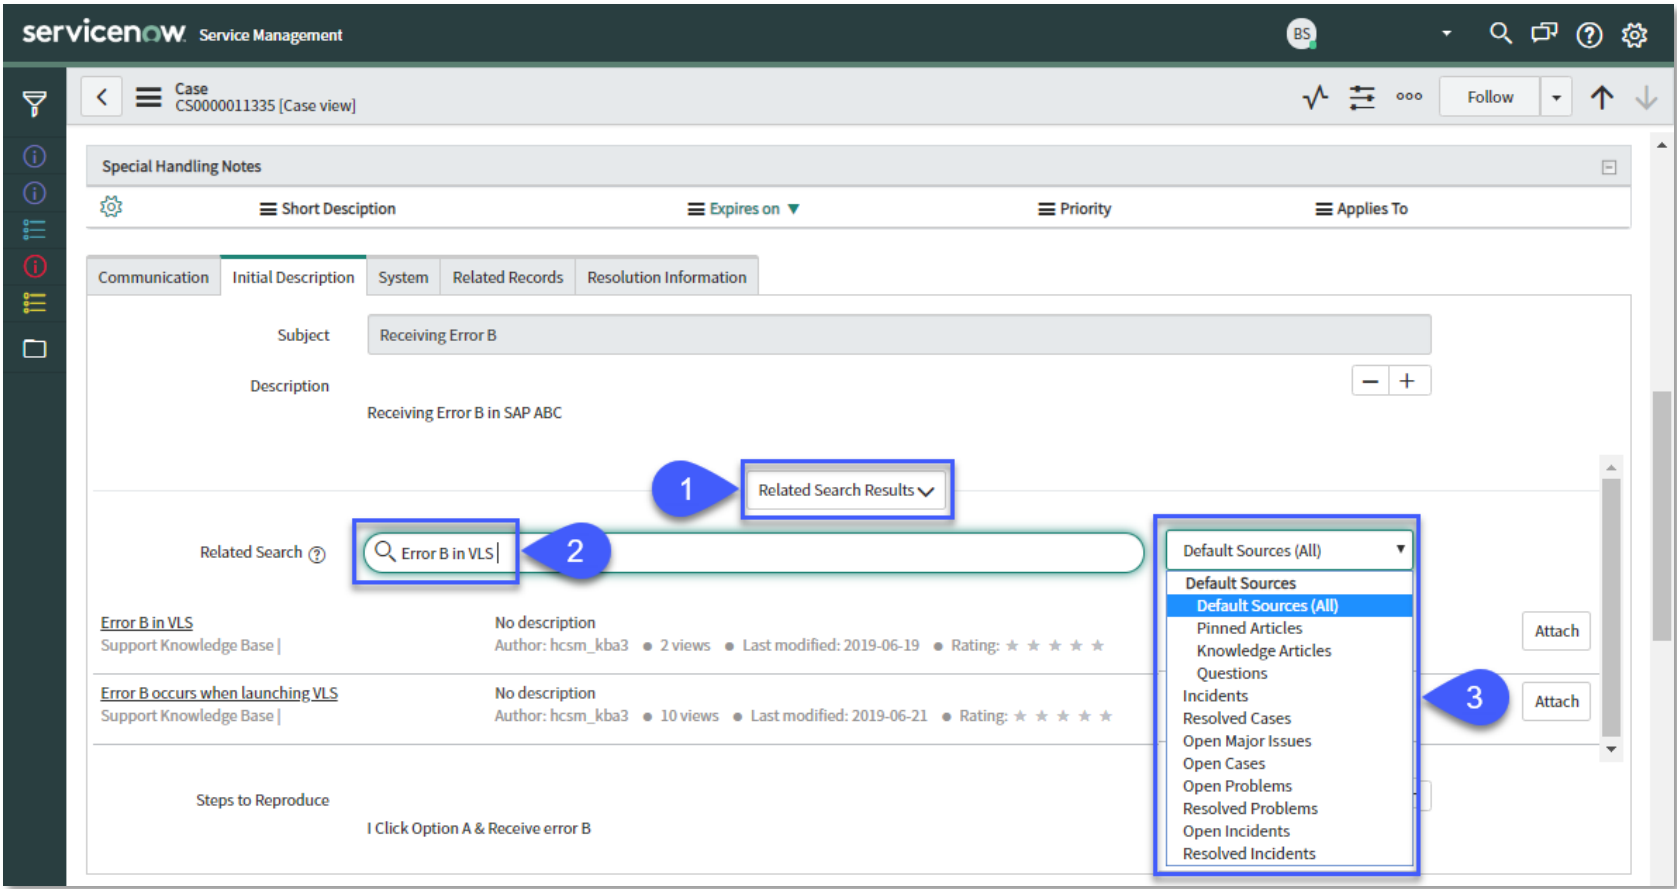 servicenow Service Management
BS
Case
CS0000011335 [Case view]
Follow
Special Handling Notes
Short Desciption
Expires on ▼
Priority
Applies To
Communication
Initial Description
System
Related Records
Resolution Information
Subject
Receiving Error B
Description
Receiving Error B in SAP ABC
1
Related Search Results
Related Search
Error B in VLS
2
Default Sources (All)
Default Sources
Default Sources (All)
Pinned Articles
Knowledge Articles
Questions
Incidents
Resolved Cases
Open Major Issues
Open Cases
Open Problems
Resolved Problems
Open Incidents
Resolved Incidents
3
Error B in VLS
No description
Support Knowledge Base |
Author: hcsm_kba3 ● 2 views ● Last modified: 2019-06-19 ● Rating: ★ ★ ★ ★ ★
Attach
Error B occurs when launching VLS
No description
Support Knowledge Base |
Author: hcsm_kba3 ● 10 views ● Last modified: 2019-06-21 ● Rating: ★ ★ ★ ★ ★
Attach
Steps to Reproduce
I Click Option A & Receive error B